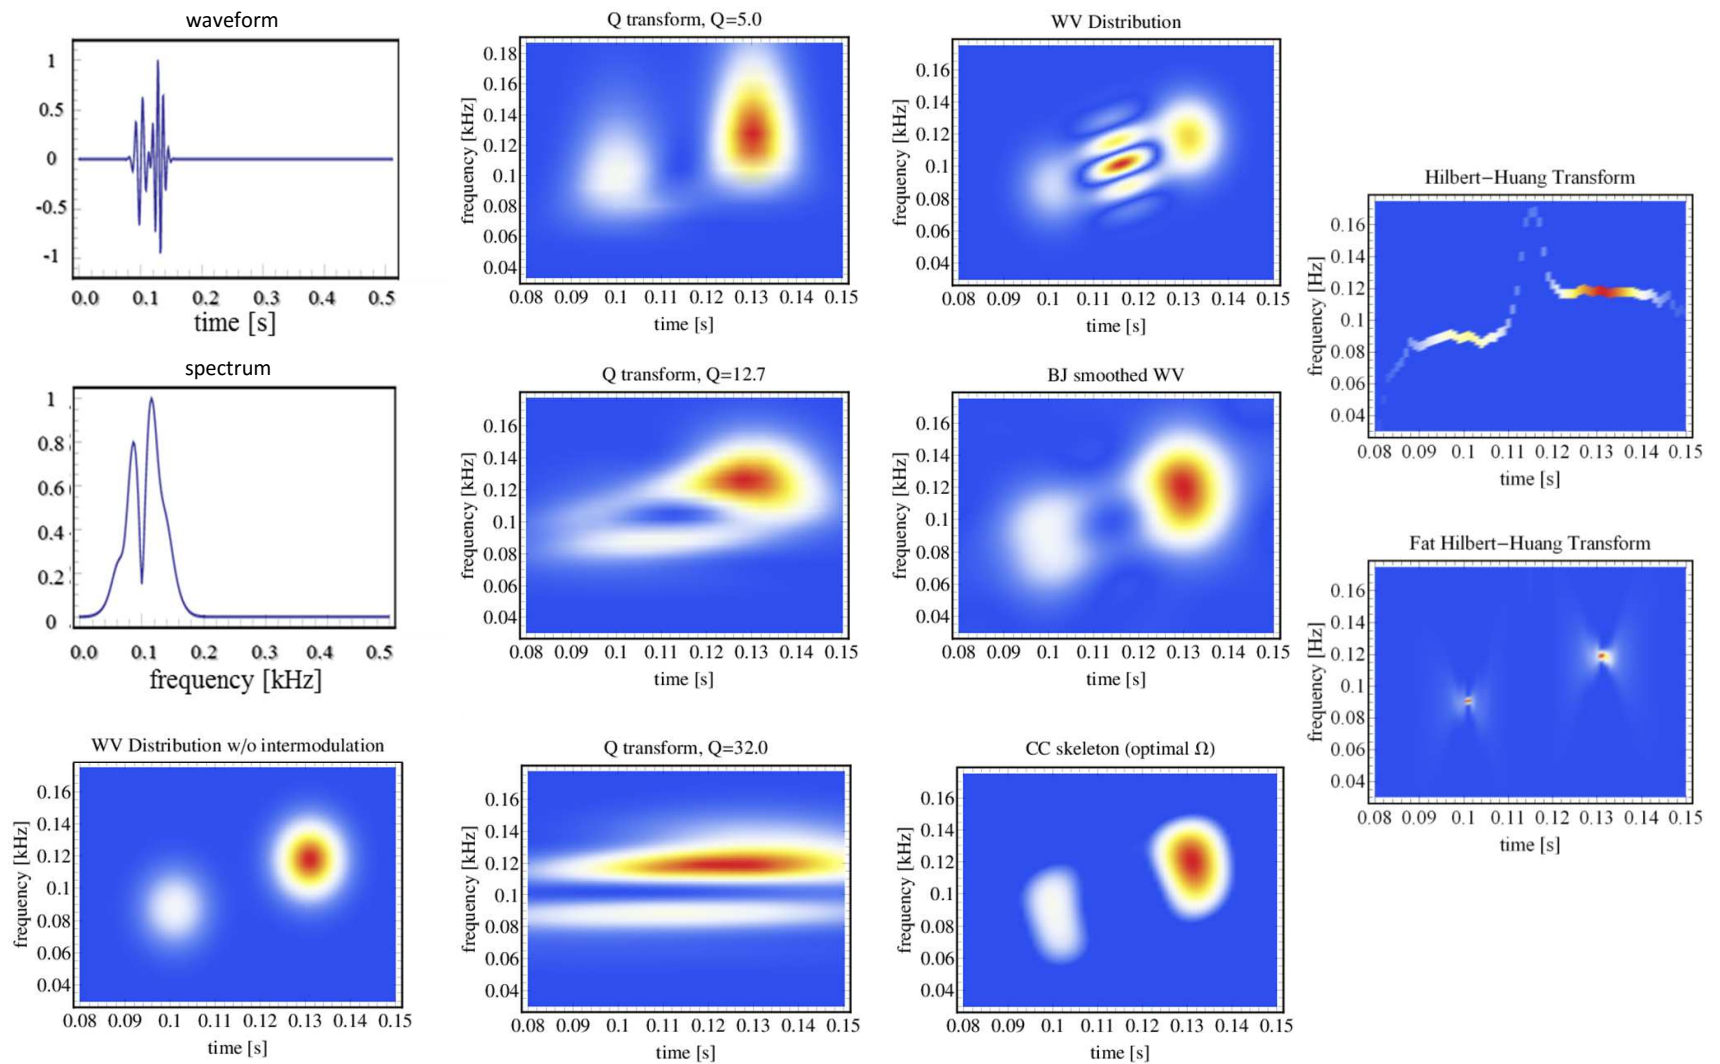 waveform
1
0.5
0
-0.5
-1
0.0 0.1 0.2 0.3 0.4 0.5
time [s]
spectrum
1
0.8
0.6
0.4
0.2
0
0.0 0.1 0.2 0.3 0.4 0.5
frequency [kHz]
WV Distribution w/o intermodulation
frequency [kHz]
0.16
0.14
0.12
0.1
0.08
0.06
0.04
0.08 0.09 0.1 0.11 0.12 0.13 0.14 0.15
time [s]
Q transform, Q=5.0
frequency [kHz]
0.18
0.16
0.14
0.12
0.1
0.08
0.06
0.04
0.08 0.09 0.1 0.11 0.12 0.13 0.14 0.15
time [s]
Q transform, Q=12.7
frequency [kHz]
0.16
0.14
0.12
0.1
0.08
0.06
0.04
0.08 0.09 0.1 0.11 0.12 0.13 0.14 0.15
time [s]
Q transform, Q=32.0
frequency [kHz]
0.16
0.14
0.12
0.1
0.08
0.06
0.04
0.08 0.09 0.1 0.11 0.12 0.13 0.14 0.15
time [s]
WV Distribution
frequency [kHz]
0.16
0.14
0.12
0.1
0.08
0.06
0.04
0.08 0.09 0.1 0.11 0.12 0.13 0.14 0.15
time [s]
BJ smoothed WV
frequency [kHz]
0.16
0.14
0.12
0.1
0.08
0.06
0.04
0.08 0.09 0.1 0.11 0.12 0.13 0.14 0.15
time [s]
CC skeleton (optimal Ω)
frequency [kHz]
0.16
0.14
0.12
0.1
0.08
0.06
0.04
0.08 0.09 0.1 0.11 0.12 0.13 0.14 0.15
time [s]
Hilbert−Huang Transform
frequency [Hz]
0.16
0.14
0.12
0.1
0.08
0.06
0.04
0.08 0.09 0.1 0.11 0.12 0.13 0.14 0.15
time [s]
Fat Hilbert−Huang Transform
frequency [Hz]
0.16
0.14
0.12
0.1
0.08
0.06
0.04
0.08 0.09 0.1 0.11 0.12 0.13 0.14 0.15
time [s]